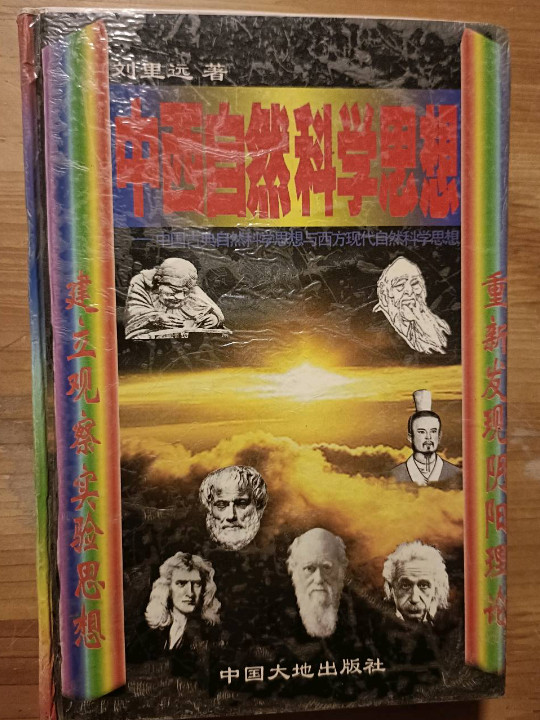 刘里远 著
中西自然科学思想
中国古典自然科学思想与西方现代自然科学思想
重新发现阴阳理论
建立观察实验思想
中国大地出版社